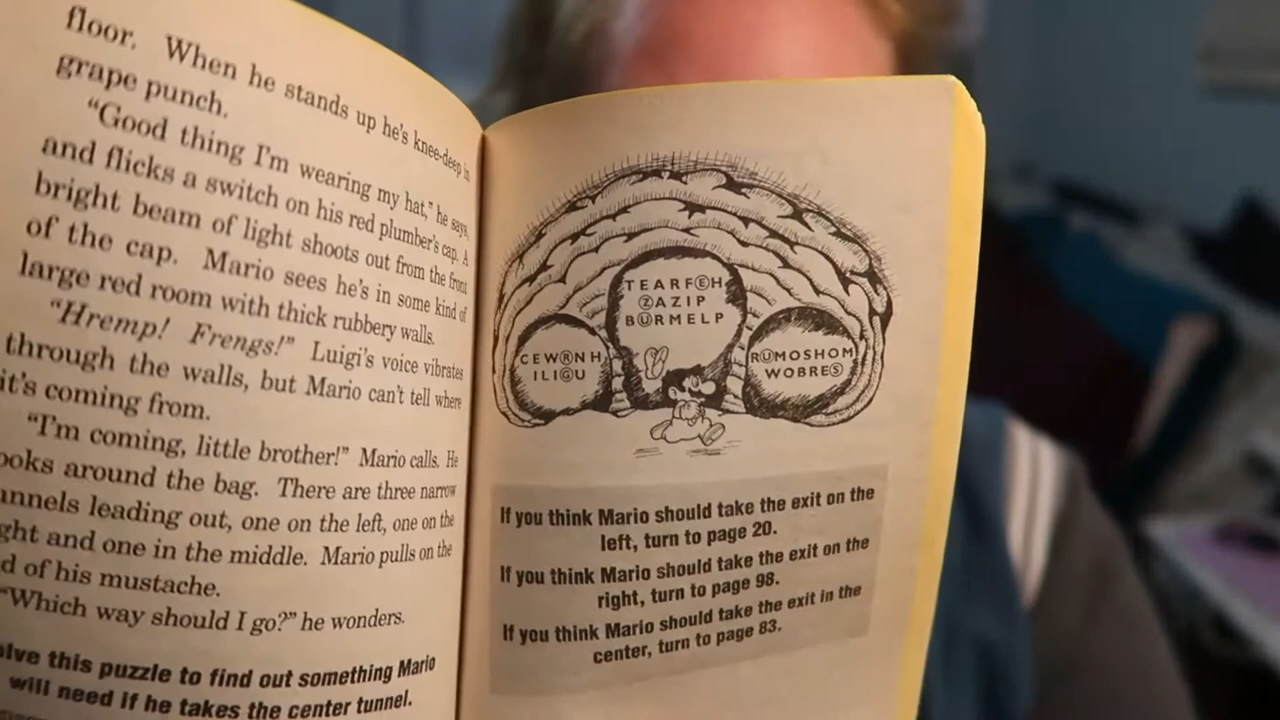 floor. When he stands up he's knee-deep in
grape punch.
"Good thing I'm wearing my hat," he says,
and flicks a switch on his red plumber's cap. A
bright beam of light shoots out from the front
of the cap. Mario sees he's in some kind of
large red room with thick rubbery walls.
"Hremp! Frengs!" Luigi's voice vibrates
through the walls, but Mario can't tell where
it's coming from.
"I'm coming, little brother!" Mario calls. He
ooks around the bag. There are three narrow
unnels leading out, one on the left, one on the
ght and one in the middle. Mario pulls on the
d of his mustache.
"Which way should I go?" he wonders.
lve this puzzle to find out something Mario
will need if he takes the center tunnel.
TEARFEH
ZAZIP
BURMELP
CEWRNH
ILIGU
RUMOSHOM
WOBRES
If you think Mario should take the exit on the
left, turn to page 20.
If you think Mario should take the exit on the
right, turn to page 98.
If you think Mario should take the exit in the
center, turn to page 83.